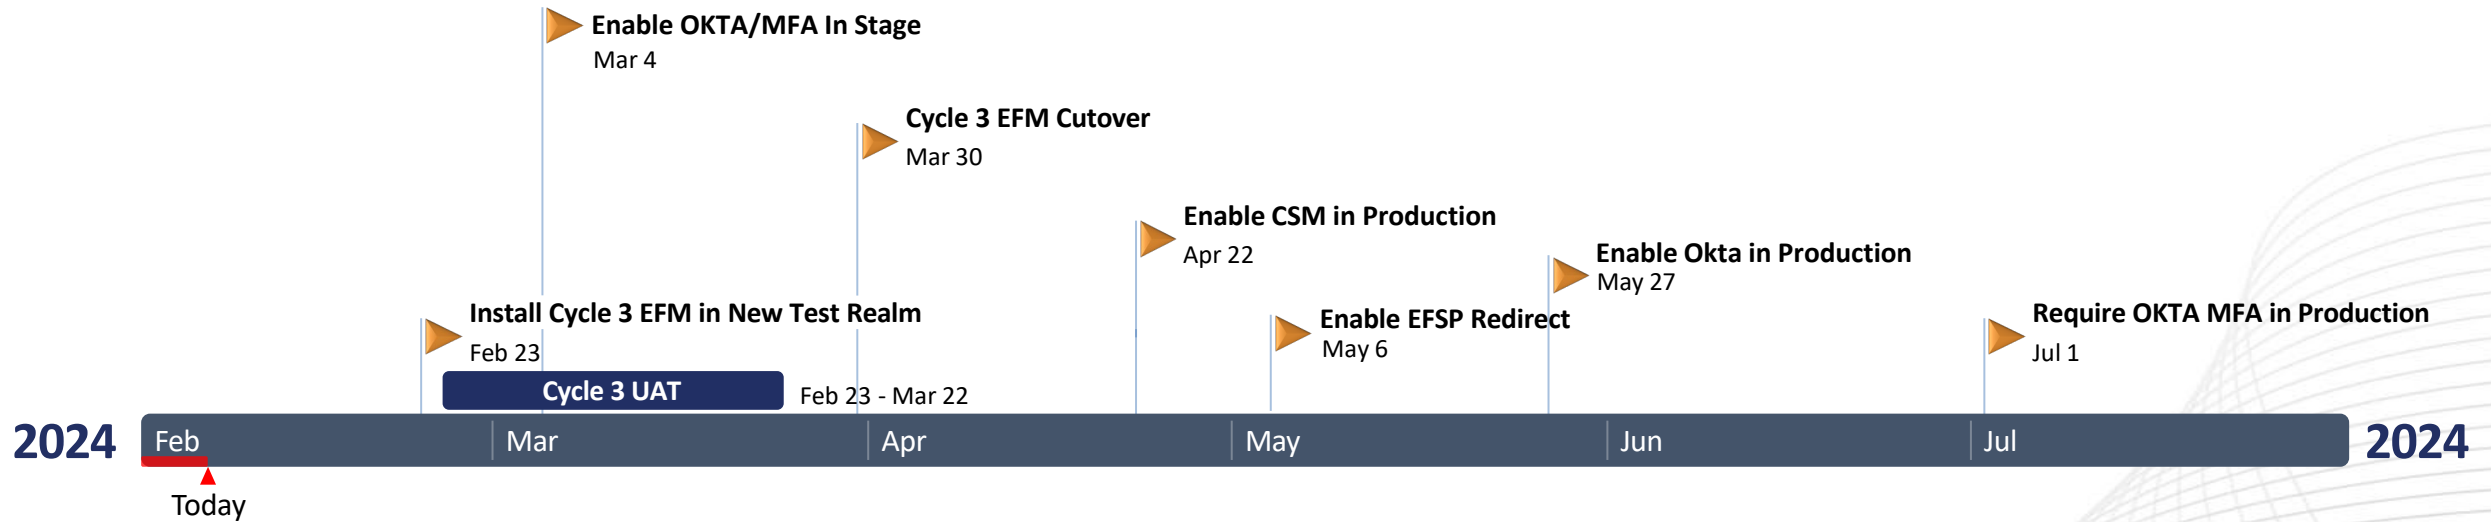 Enable OKTA/MFA In Stage
Mar 4
Cycle 3 EFM Cutover
Mar 30
Enable CSM in Production
Apr 22
Enable Okta in Production
May 27
Install Cycle 3 EFM in New Test Realm
Feb 23
Enable EFSP Redirect
May 6
Require OKTA MFA in Production
Jul 1
Cycle 3 UAT
Feb 23 - Mar 22
2024
Feb
Mar
Apr
May
Jun
Jul
2024
Today